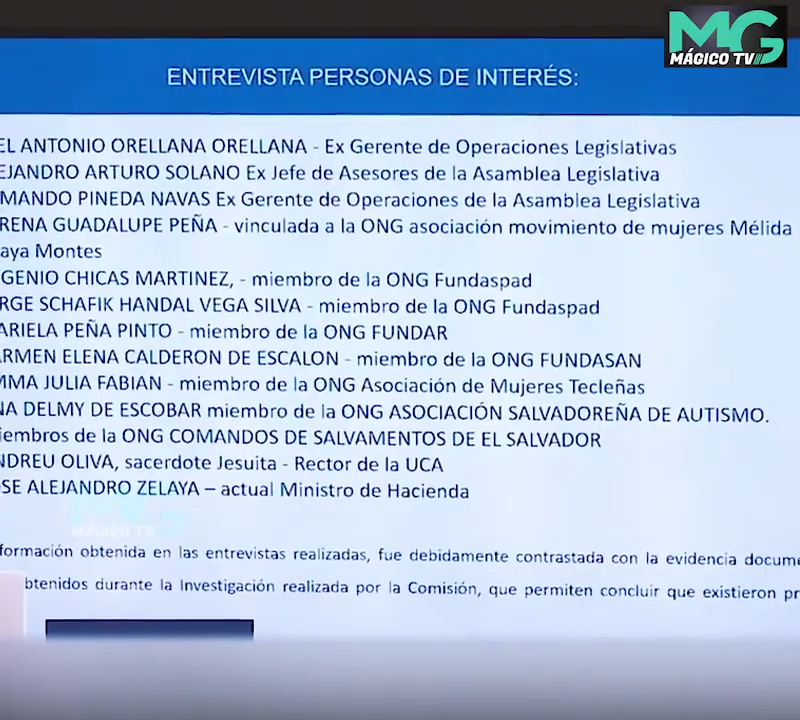 MG
MÁGICO TV
ENTREVISTA PERSONAS DE INTERÉS:
EL ANTONIO ORELLANA ORELLANA - Ex Gerente de Operaciones Legislativas
EJANDRO ARTURO SOLANO Ex Jefe de Asesores de la Asamblea Legislativa
MANDO PINEDA NAVAS Ex Gerente de Operaciones de la Asamblea Legislativa
RENA GUADALUPE PEÑA - vinculada a la ONG asociación movimiento de mujeres Mélida
aya Montes
GENIO CHICAS MARTINEZ, - miembro de la ONG Fundaspad
RGE SCHAFIK HANDAL VEGA SILVA - miembro de la ONG Fundaspad
ARIELA PEÑA PINTO - miembro de la ONG FUNDAR
ARMEN ELENA CALDERON DE ESCALON - miembro de la ONG FUNDASAN
MMA JULIA FABIAN - miembro de la ONG Asociación de Mujeres Tecleñas
NA DELMY DE ESCOBAR miembro de la ONG ASOCIACIÓN SALVADOREÑA DE AUTISMO.
iembros de la ONG COMANDOS DE SALVAMENTOS DE EL SALVADOR
NDREU OLIVA, sacerdote Jesuita - Rector de la UCA
OSE ALEJANDRO ZELAYA – actual Ministro de Hacienda
MG
MÁGICO TV
formación obtenida en las entrevistas realizadas, fue debidamente contrastada con la evidencia docume
btenidos durante la Investigación realizada por la Comisión, que permiten concluir que existieron pr